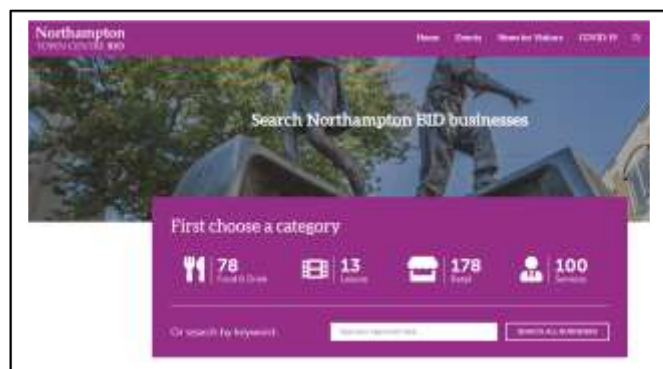 Northampton
TOWN CENTRE BID
Home Events News for Visitors COVID-19
Search Northampton BID businesses
First choose a category
78
Food & Drink
13
Leisure
178
Retail
100
Services
Or search by keyword
SEARCH ALL BUSINESSES